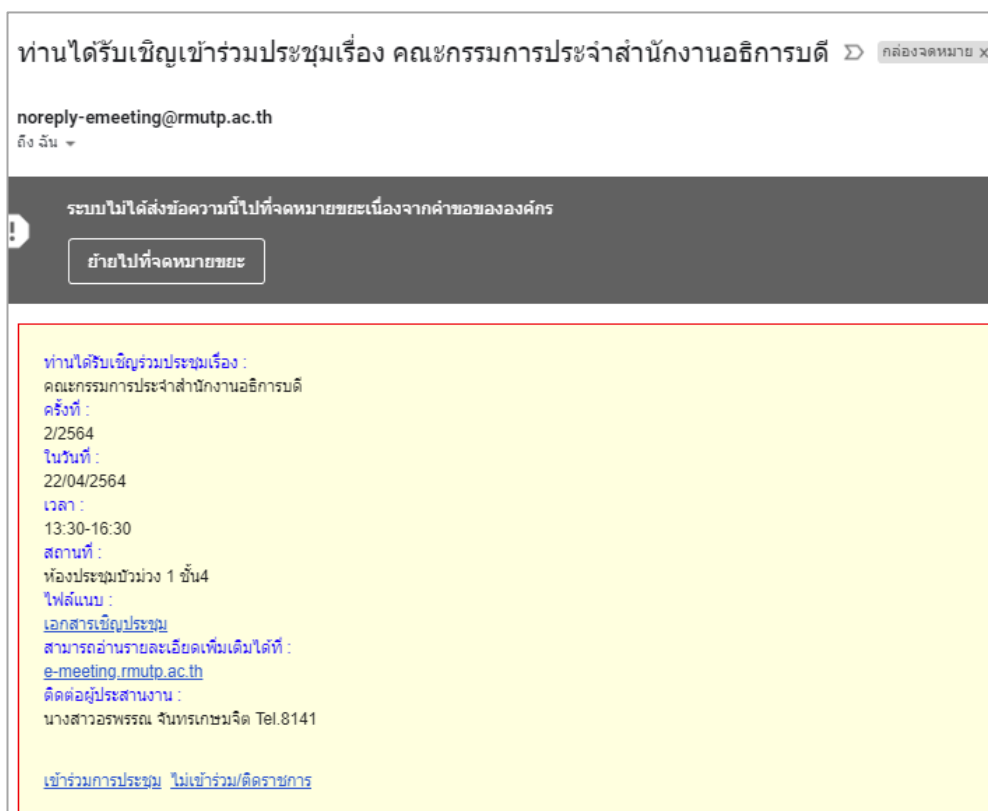 ท่านได้รับเชิญเข้าร่วมประชุมเรื่อง คณะกรรมการประจำสำนักงานอธิการบดี กล่องจดหมาย x
noreply-emeeting@rmutp.ac.th
ถึง ฉัน
ระบบไม่ได้ส่งข้อความนี้ไปที่จดหมายขยะเนื่องจากคำขอขององค์กร
ย้ายไปที่จดหมายขยะ
ท่านได้รับเชิญร่วมประชุมเรื่อง :
คณะกรรมการประจำสำนักงานอธิการบดี
ครั้งที่ :
2/2564
ในวันที่ :
22/04/2564
เวลา :
13:30-16:30
สถานที่ :
ห้องประชุมบัวม่วง 1 ชั้น4
ไฟล์แนบ :
เอกสารเชิญประชุม
สามารถอ่านรายละเอียดเพิ่มเติมได้ที่ :
e-meeting.rmutp.ac.th
ติดต่อผู้ประสานงาน :
นางสาวอรพรรณ จันทรเกษมจิต Tel.8141
เข้าร่วมการประชุม ไม่เข้าร่วม/ติดราชการ